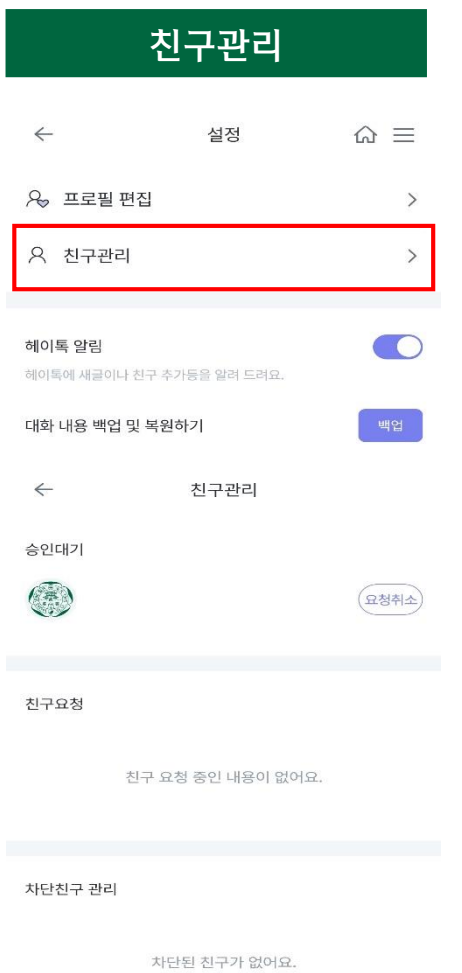 친구관리
설정
프로필 편집
친구관리
헤이톡 알림
헤이톡에 새글이나 친구 추가등을 알려 드려요.
대화 내용 백업 및 복원하기
백업
친구관리
승인대기
요청취소
친구요청
친구 요청 중인 내용이 없어요.
차단친구 관리
차단된 친구가 없어요.